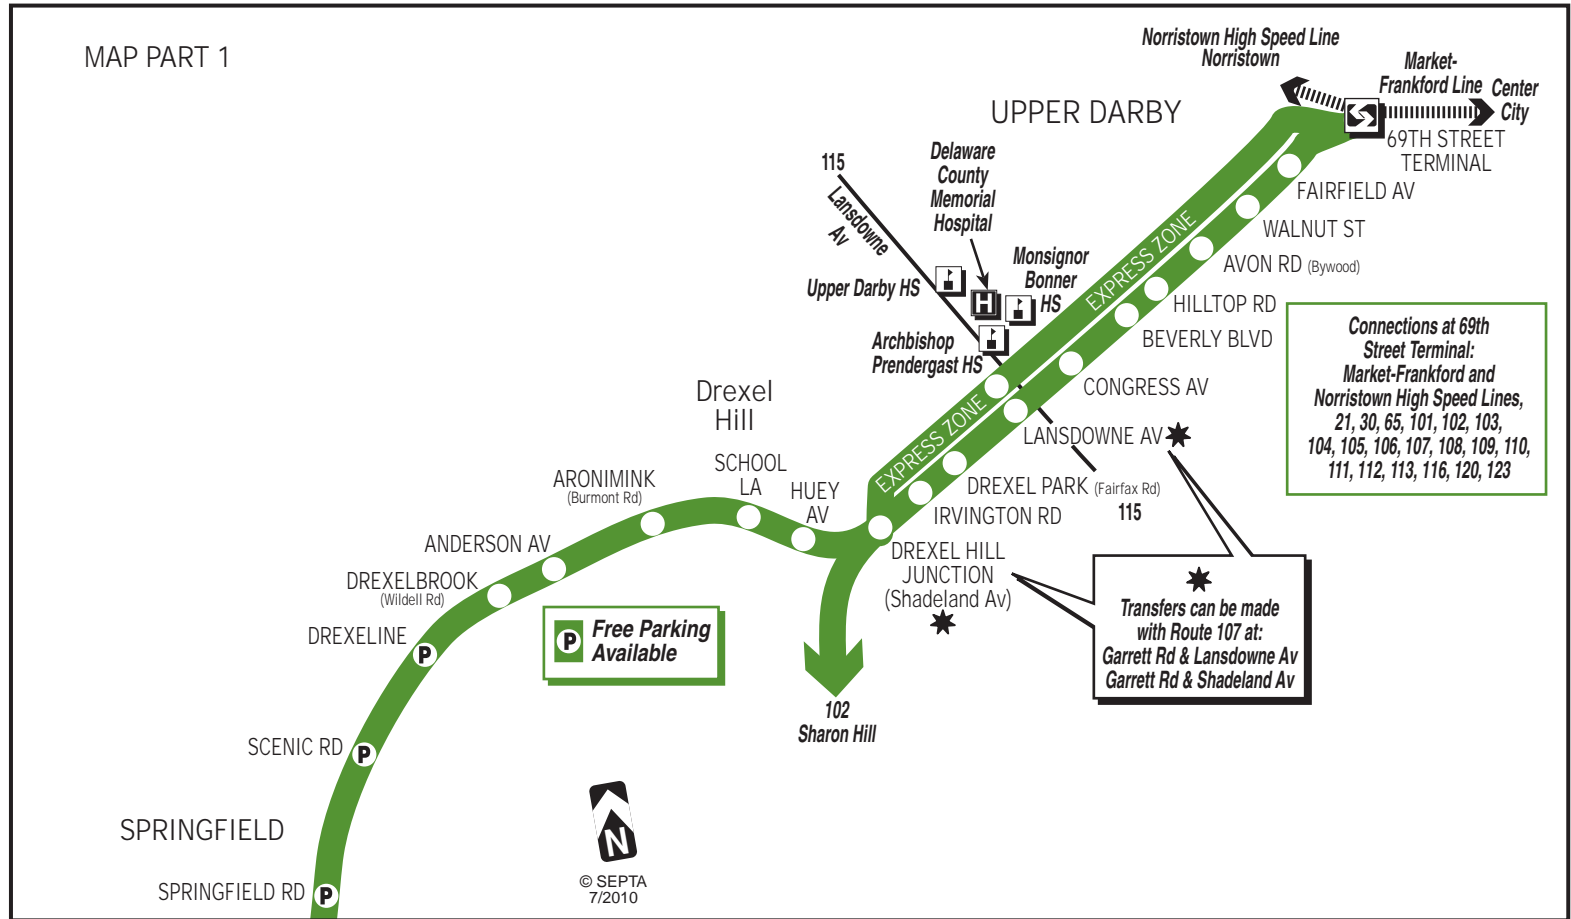 MAP PART 1
Norristown High Speed Line
Norristown
Market-
Frankford Line
Center
City
UPPER DARBY
69TH STREET
TERMINAL
115
Lansdowne
Av
Delaware
County
Memorial
Hospital
FAIRFIELD AV
WALNUT ST
EXPRESS ZONE
Monsignor
Bonner
HS
AVON RD (Bywood)
Upper Darby HS
H
HILLTOP RD
BEVERLY BLVD
Archbishop
Prendergast HS
Connections at 69th
Street Terminal:
Market-Frankford and
Norristown High Speed Lines,
21, 30, 65, 101, 102, 103,
104, 105, 106, 107, 108, 109, 110,
111, 112, 113, 116, 120, 123
CONGRESS AV
Drexel
Hill
EXPRESS ZONE
LANSDOWNE AV
SCHOOL
LA
ARONIMINK
(Burmont Rd)
HUEY
AV
DREXEL PARK (Fairfax Rd)
115
IRVINGTON RD
ANDERSON AV
DREXEL HILL
JUNCTION
(Shadeland Av)
DREXELBROOK
(Wildell Rd)
DREXELINE
P
P
Free Parking
Available
Transfers can be made
with Route 107 at:
Garrett Rd & Lansdowne Av
Garrett Rd & Shadeland Av
102
Sharon Hill
SCENIC RD
P
N
SPRINGFIELD
© SEPTA
7/2010
SPRINGFIELD RD
P